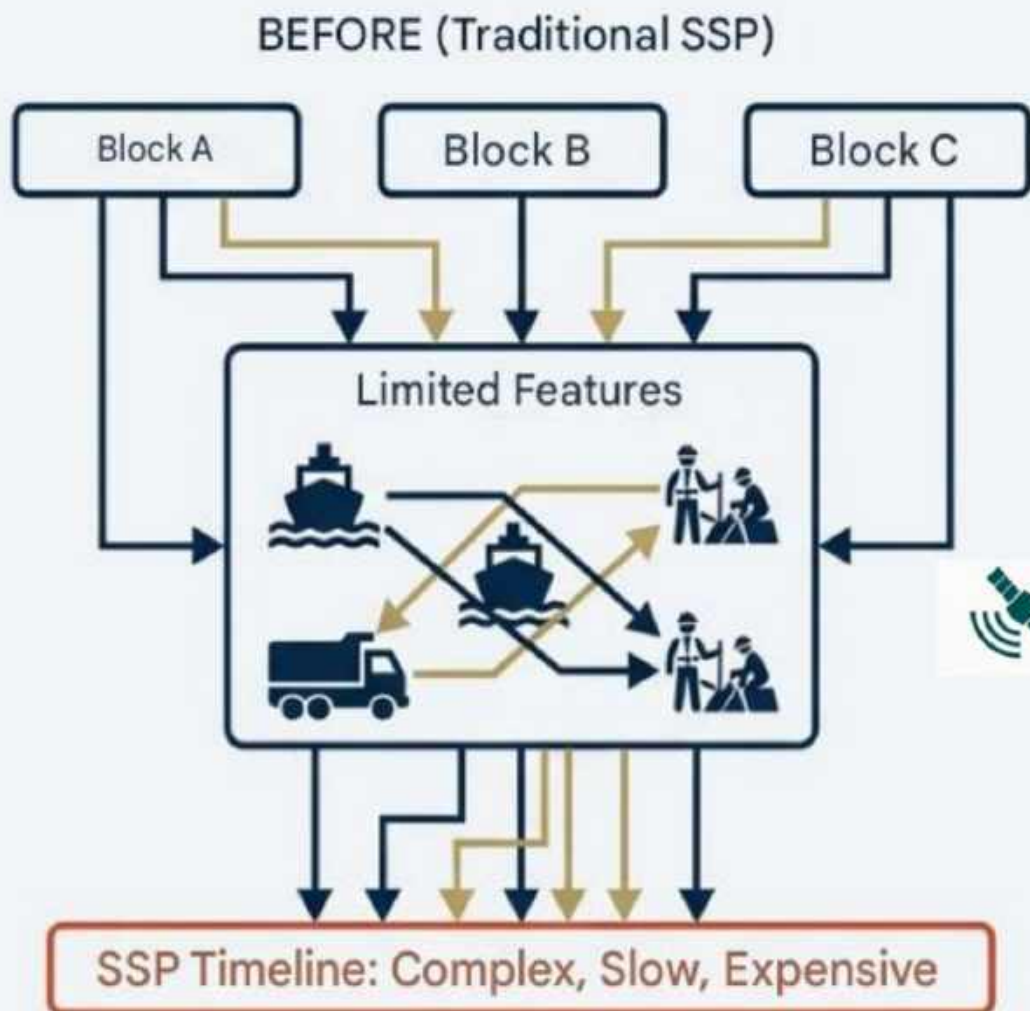 BEFORE (Traditional SSP)
Block A
Block B
Block C
Limited Features
SSP Timeline: Complex, Slow, Expensive